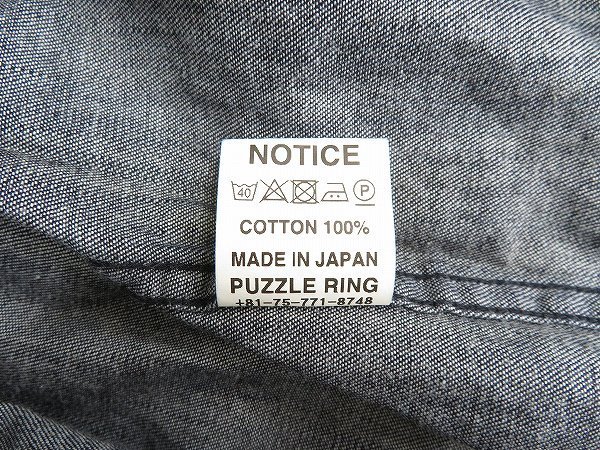 NOTICE
40 P
COTTON 100%
MADE IN JAPAN
PUZZLE RING
+81-75-771-8748